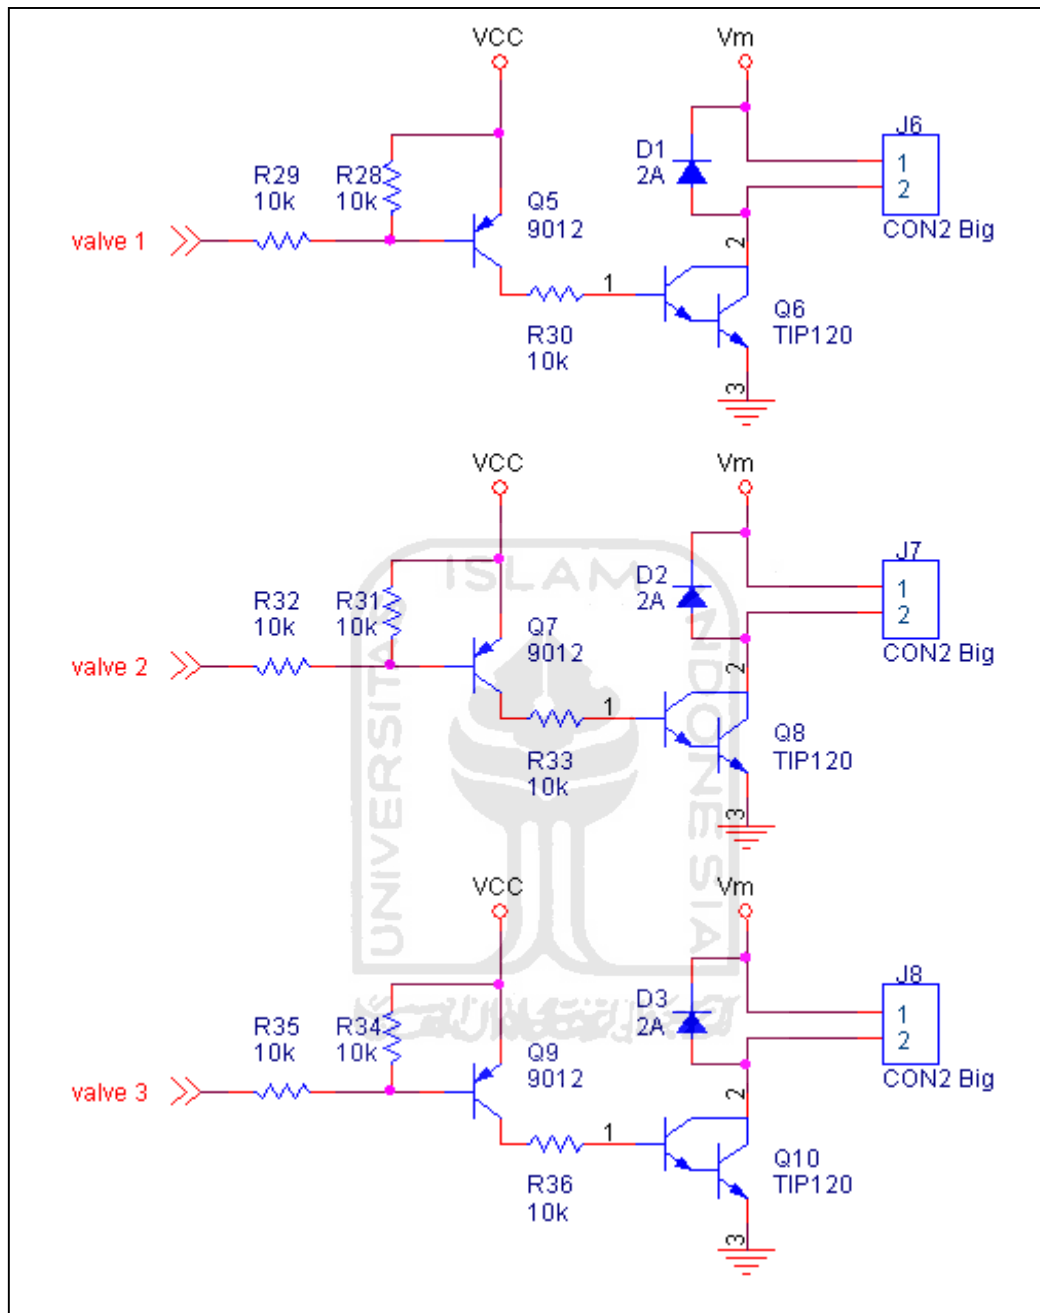 VCC
Vm
J6
D1
2A
1
2
R29
10k
R28
10k
Q5
9012
CON2 Big
valve 1
2
1
Q6
TIP120
R30
10k
3
VCC
Vm
ISLAM
J7
D2
2A
1
2
R32
10k
R31
10k
Q7
9012
CON2 Big
valve 2
2
1
Q8
TIP120
R33
10k
3
UNIVERSITAS
INDONESIA
VCC
Vm
J8
D3
2A
1
2
R35
10k
R34
10k
Q9
9012
CON2 Big
valve 3
2
1
Q10
TIP120
R36
10k
3